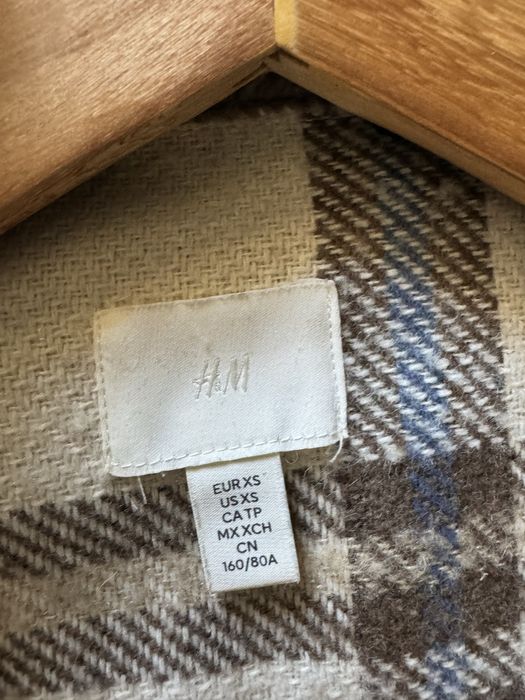 H&M
EUR XS
US XS
CA TP
MX XCH
CN
160/80A